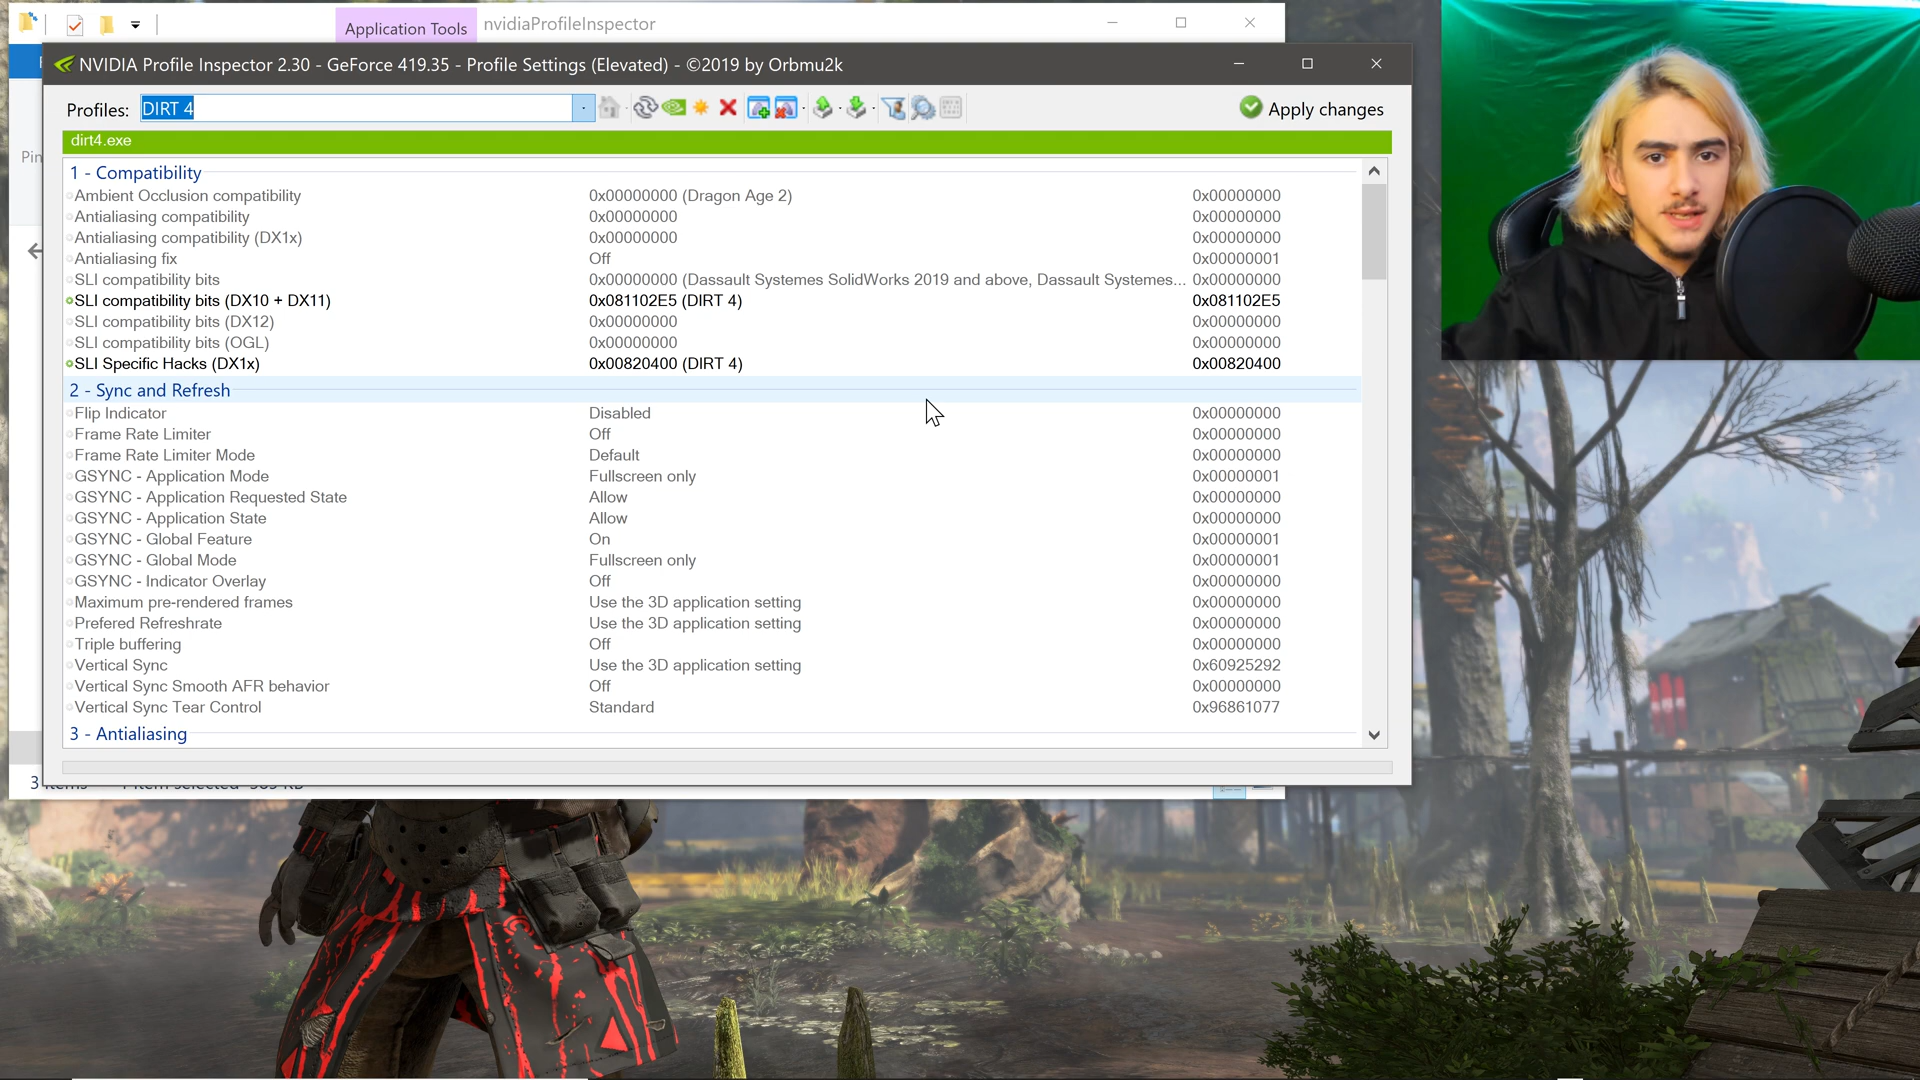 Application Tools nvidiaProfileInspector
NVIDIA Profile Inspector 2.30 - GeForce 419.35 - Profile Settings (Elevated) - ©2019 by Orbmu2k
Profiles: DIRT 4 Apply changes
dirt4.exe
Pin
1 - Compatibility
Ambient Occlusion compatibility 0x00000000 (Dragon Age 2) 0x00000000
Antialiasing compatibility 0x00000000 0x00000000
Antialiasing compatibility (DX1x) 0x00000000 0x00000000
Antialiasing fix Off 0x00000001
SLI compatibility bits 0x00000000 (Dassault Systemes SolidWorks 2019 and above, Dassault Systemes... 0x00000000
SLI compatibility bits (DX10 + DX11) 0x081102E5 (DIRT 4) 0x081102E5
SLI compatibility bits (DX12) 0x00000000 0x00000000
SLI compatibility bits (OGL) 0x00000000 0x00000000
SLI Specific Hacks (DX1x) 0x00820400 (DIRT 4) 0x00820400
2 - Sync and Refresh
Flip Indicator Disabled 0x00000000
Frame Rate Limiter Off 0x00000000
Frame Rate Limiter Mode Default 0x00000000
GSYNC - Application Mode Fullscreen only 0x00000001
GSYNC - Application Requested State Allow 0x00000000
GSYNC - Application State Allow 0x00000000
GSYNC - Global Feature On 0x00000001
GSYNC - Global Mode Fullscreen only 0x00000001
GSYNC - Indicator Overlay Off 0x00000000
Maximum pre-rendered frames Use the 3D application setting 0x00000000
Prefered Refreshrate Use the 3D application setting 0x00000000
Triple buffering Off 0x00000000
Vertical Sync Use the 3D application setting 0x60925292
Vertical Sync Smooth AFR behavior Off 0x00000000
Vertical Sync Tear Control Standard 0x96861077
3 - Antialiasing
3 items